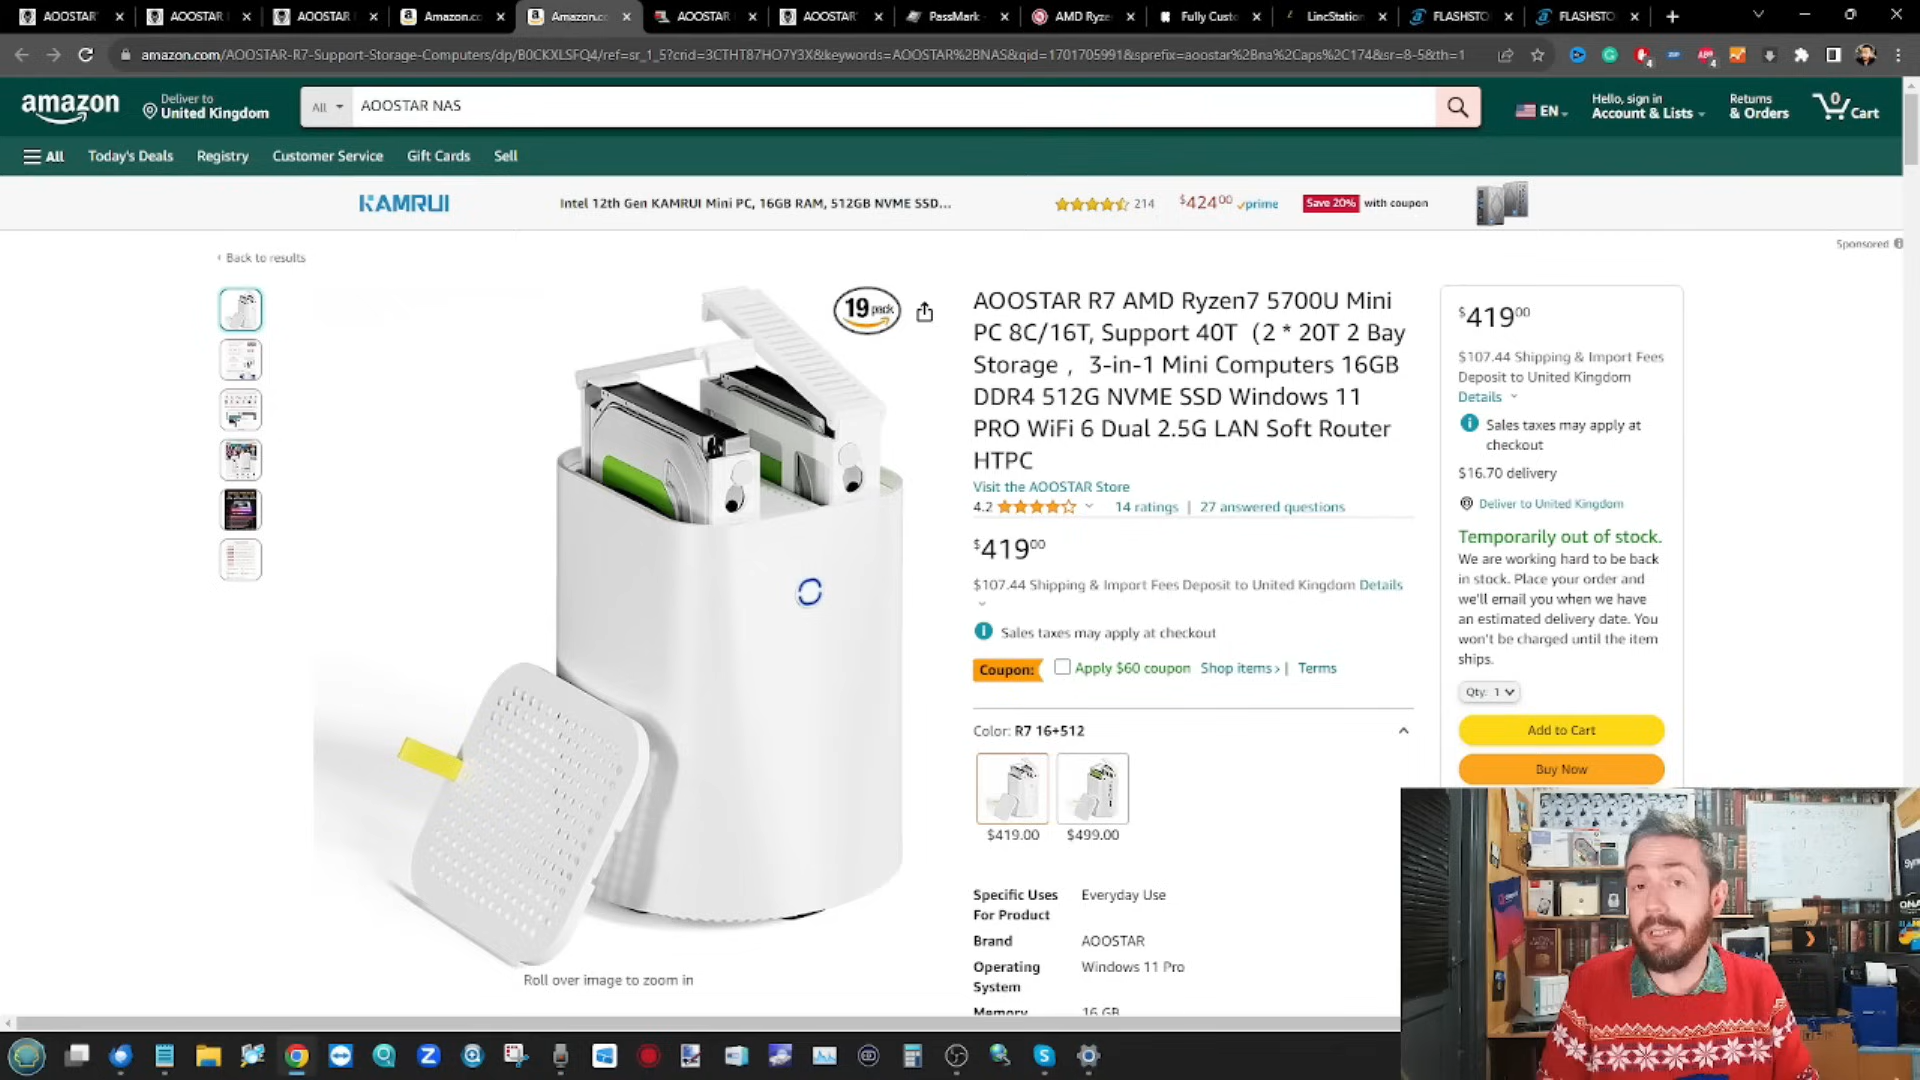 AOOSTAR
AOOSTAR
AOOSTAR
Amazon.co
Amazon.co
AOOSTAR
AOOSTAR
PassMark -
AMD Ryze
Fully Custo
LincStation
FLASHSTO
FLASHSTO
amazon.com/AOOSTAR-R7-Support-Storage-Computers/dp/B0CKXLSFQ4/ref=sr_1_5?crid=3CTHT87HO7Y3X&keywords=AOOSTAR%2BNAS&qid=1701705991&sprefix=aoostar%2Bna%2Caps%2C174&sr=8-5&th=1
amazon
Deliver to
United Kingdom
All
AOOSTAR NAS
EN
Hello, sign in
Account & Lists
Returns
& Orders
0
Cart
All
Today's Deals
Registry
Customer Service
Gift Cards
Sell
KAMRUI
Intel 12th Gen KAMRUI Mini PC, 16GB RAM, 512GB NVME SSD...
214
$42400
prime
Save 20%
with coupon
Sponsored
‹ Back to results
19 pack
AOOSTAR R7 AMD Ryzen7 5700U Mini
PC 8C/16T, Support 40T（2 * 20T 2 Bay
Storage， 3-in-1 Mini Computers 16GB
DDR4 512G NVME SSD Windows 11
PRO WiFi 6 Dual 2.5G LAN Soft Router
HTPC
Visit the AOOSTAR Store
4.2
14 ratings | 27 answered questions
$41900
$107.44 Shipping & Import Fees Deposit to United Kingdom Details
Sales taxes may apply at checkout
Coupon:
Apply $60 coupon Shop items › | Terms
Color: R7 16+512
$419.00
$499.00
Specific Uses
For Product
Everyday Use
Brand
AOOSTAR
Operating
System
Windows 11 Pro
Memory
16 GB
Roll over image to zoom in
$41900
$107.44 Shipping & Import Fees
Deposit to United Kingdom
Details
Sales taxes may apply at
checkout
$16.70 delivery
Deliver to United Kingdom
Temporarily out of stock.
We are working hard to be back
in stock. Place your order and
we'll email you when we have
an estimated delivery date. You
won't be charged until the item
ships.
Qty: 1
Add to Cart
Buy Now